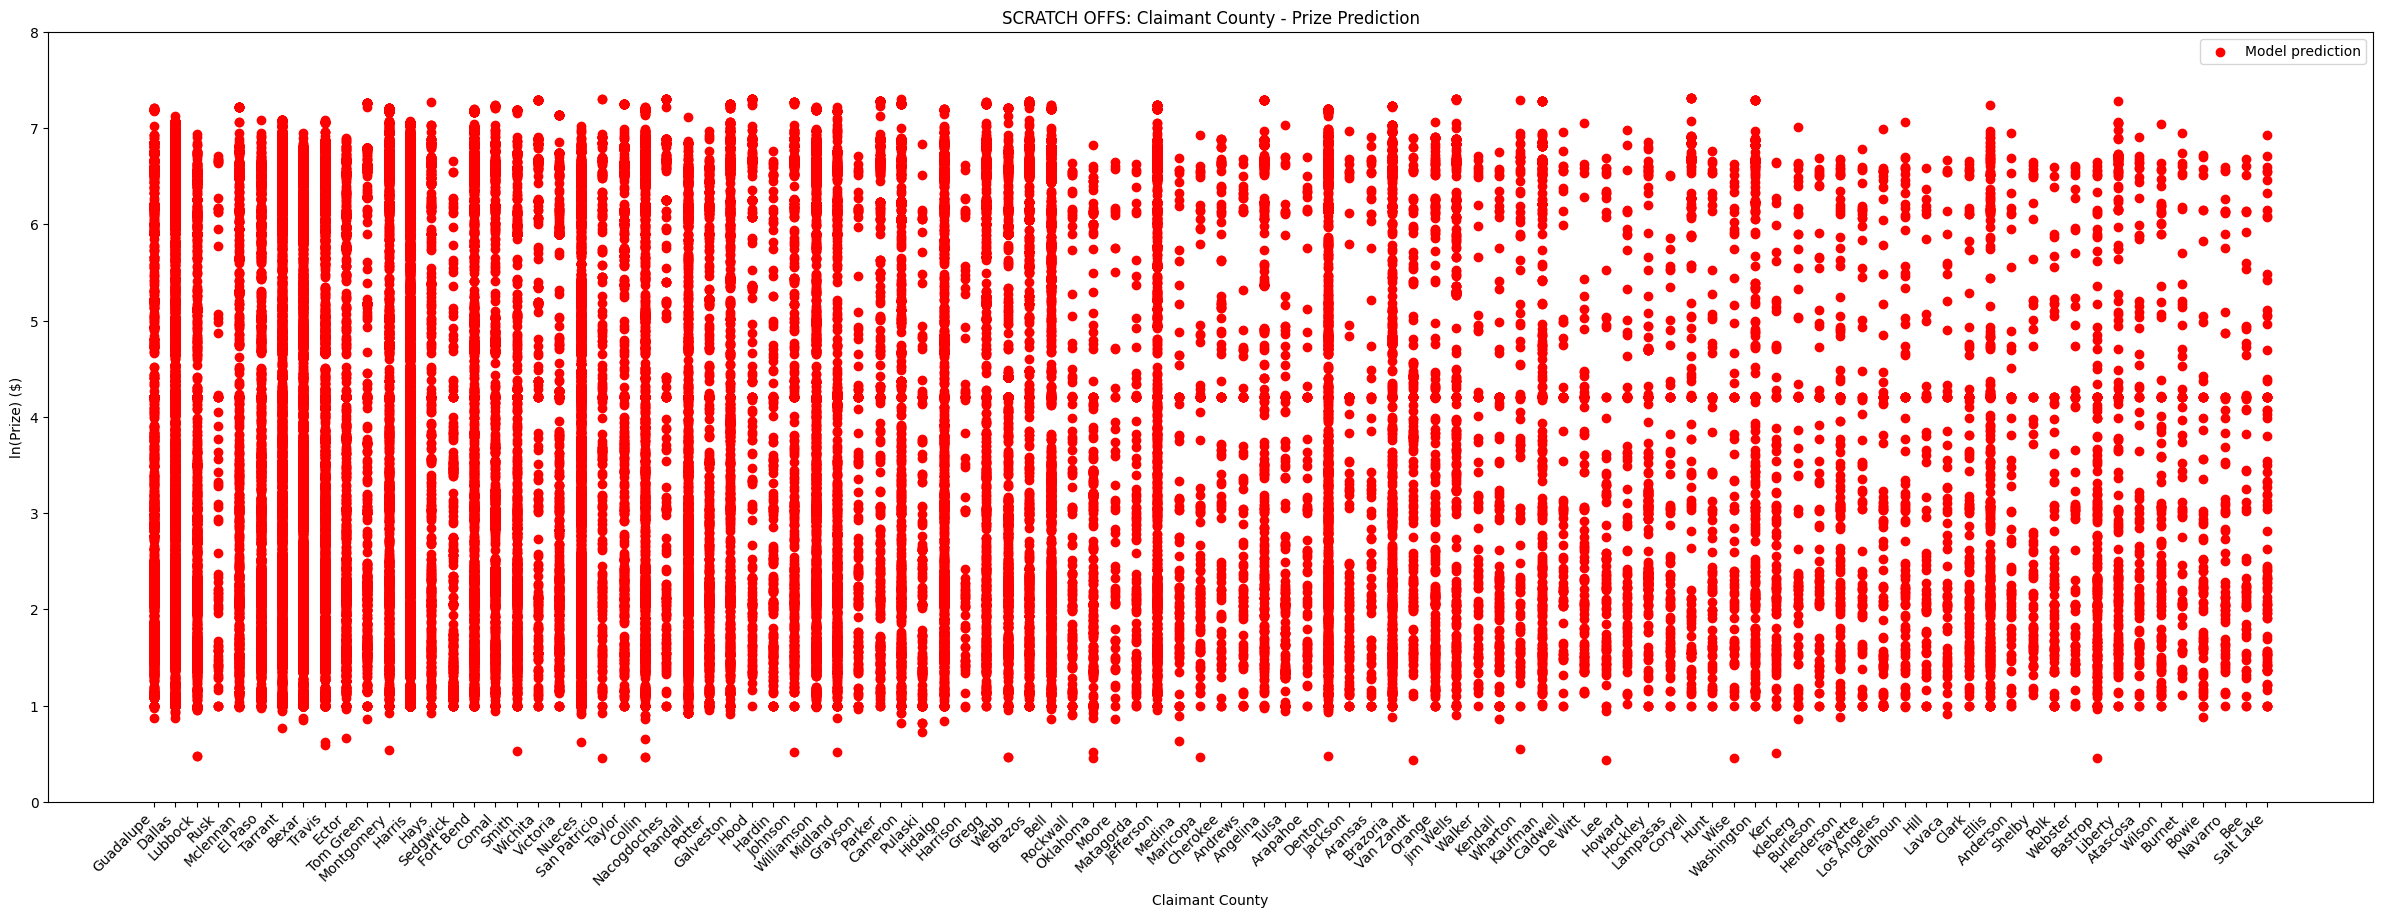 SCRATCH OFFS: Claimant County - Prize Prediction
Model prediction
ln(Prize) ($)
8
7
6
5
4
3
2
1
0
Guadalupe
Dallas
Lubbock
Rusk
Mclennan
El Paso
Tarrant
Bexar
Travis
Ector
Tom Green
Montgomery
Harris
Hays
Sedgwick
Fort Bend
Comal
Smith
Wichita
Victoria
Nueces
San Patricio
Taylor
Collin
Nacogdoches
Randall
Potter
Galveston
Hood
Hardin
Johnson
Williamson
Midland
Grayson
Parker
Cameron
Pulaski
Hidalgo
Harrison
Gregg
Webb
Brazos
Bell
Rockwall
Oklahoma
Moore
Matagorda
Jefferson
Medina
Maricopa
Cherokee
Andrews
Angelina
Tulsa
Arapahoe
Denton
Jackson
Aransas
Brazoria
Van Zandt
Orange
Jim Wells
Walker
Kendall
Wharton
Kaufman
Caldwell
De Witt
Lee
Howard
Hockley
Lampasas
Coryell
Hunt
Wise
Washington
Kerr
Kleberg
Burleson
Henderson
Fayette
Los Angeles
Calhoun
Hill
Lavaca
Clark
Ellis
Anderson
Shelby
Polk
Webster
Bastrop
Liberty
Atascosa
Wilson
Burnet
Bowie
Navarro
Bee
Salt Lake
Claimant County